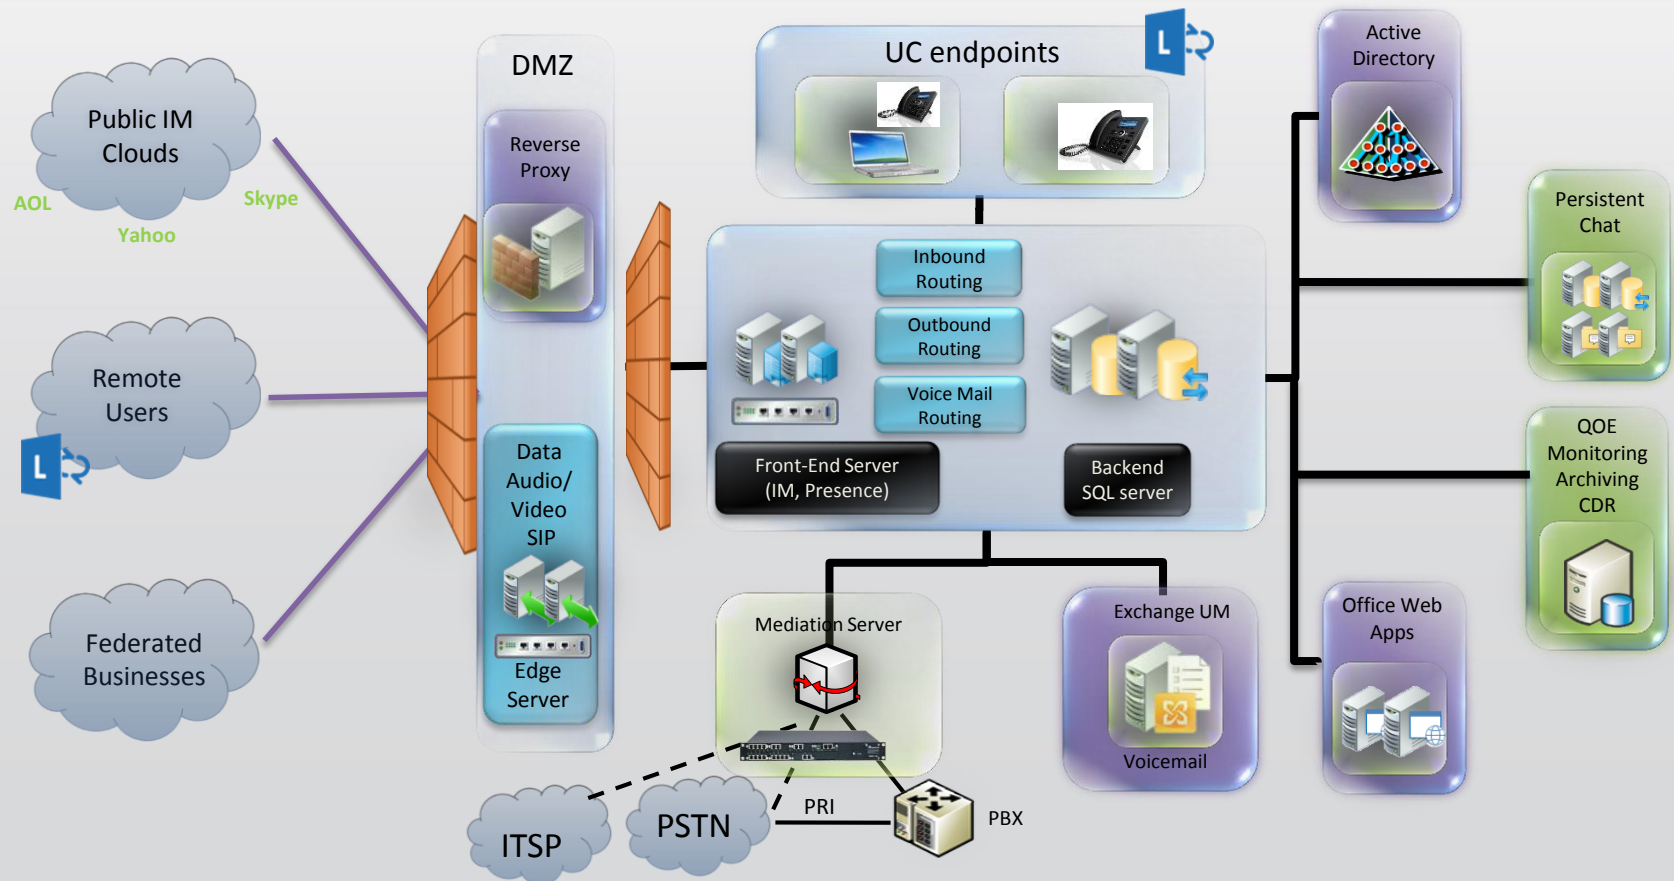 Public IM
Clouds
AOL
Skype
Yahoo
Remote
Users
L
Federated
Businesses
DMZ
Reverse
Proxy
Data
Audio/
Video
SIP
Edge
Server
UC endpoints
L
Inbound
Routing
Outbound
Routing
Voice Mail
Routing
Front-End Server
(IM, Presence)
Backend
SQL server
Mediation Server
ITSP
PSTN
PRI
PBX
Exchange UM
Voicemail
Active
Directory
Persistent
Chat
QOE
Monitoring
Archiving
CDR
Office Web
Apps